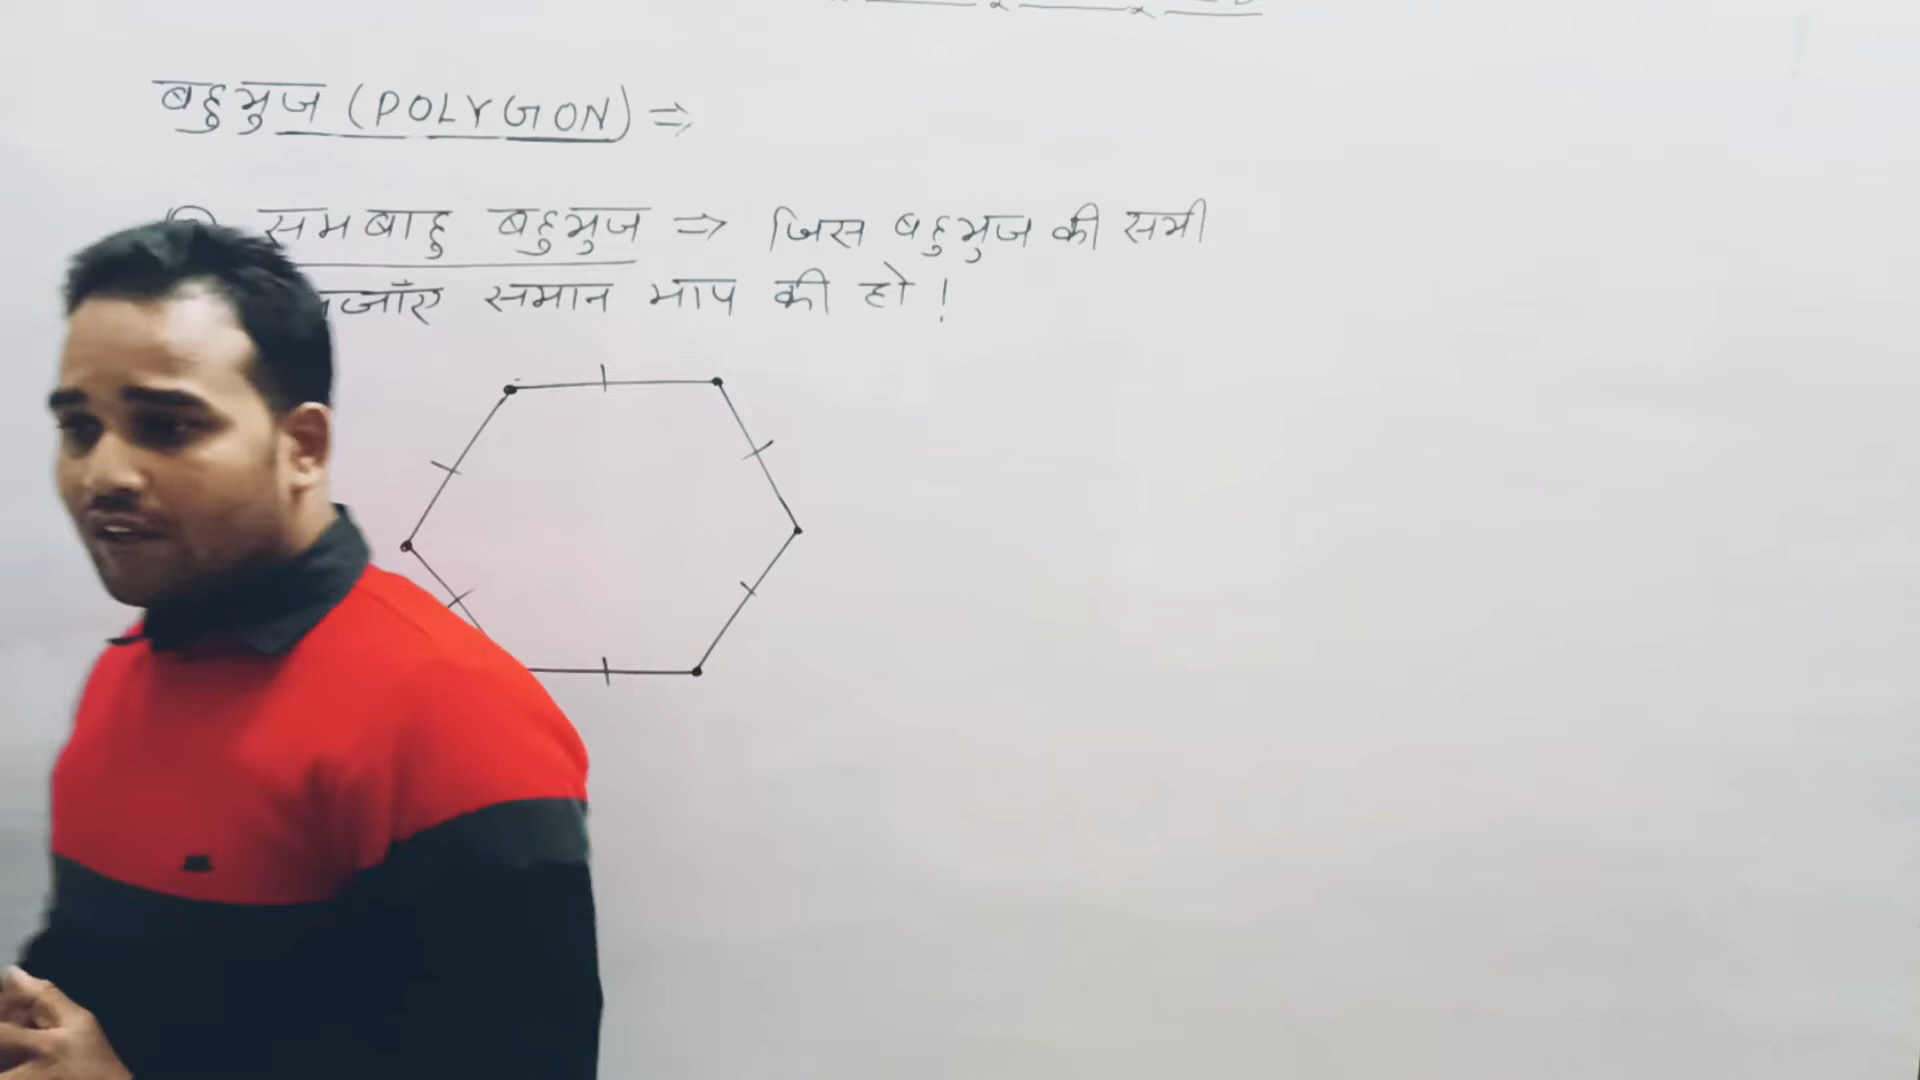 बहुभुज (POLYGON) ⇒
समबाहु बहुभुज ⇒ जिस बहुभुज की सभी
समान माप की हो !